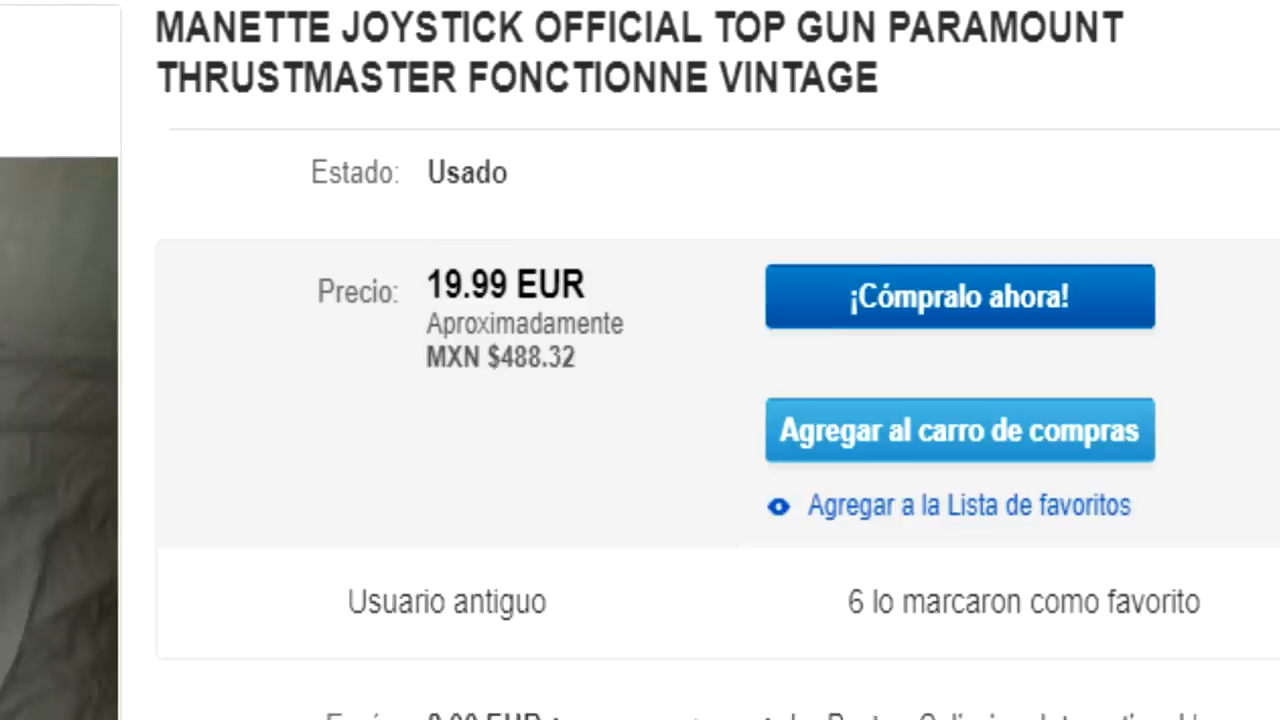 MANETTE JOYSTICK OFFICIAL TOP GUN PARAMOUNT
THRUSTMASTER FONCTIONNE VINTAGE
Estado: Usado
Precio: 19.99 EUR
Aproximadamente
MXN $488.32
¡Cómpralo ahora!
Agregar al carro de compras
Agregar a la Lista de favoritos
Usuario antiguo
6 lo marcaron como favorito